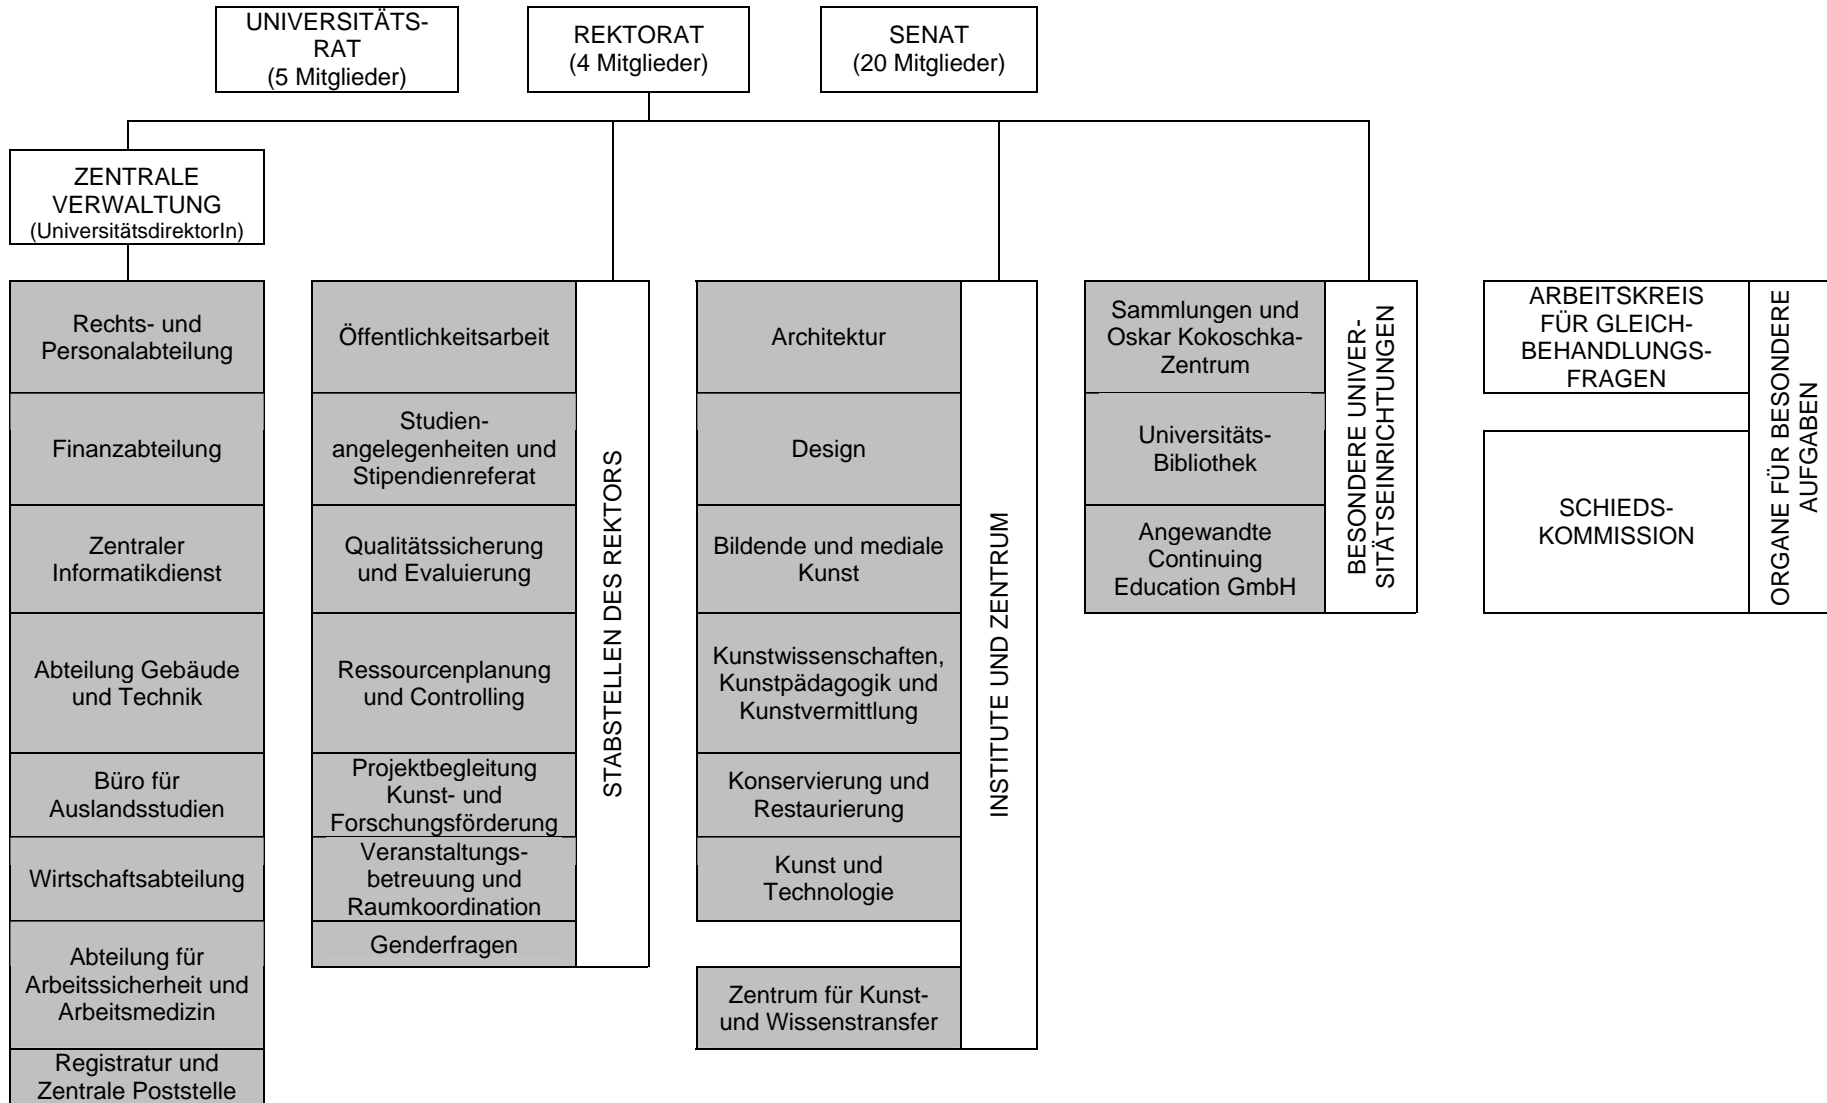 UNIVERSITÄTS-
RAT
(5 Mitglieder)
REKTORAT
(4 Mitglieder)
SENAT
(20 Mitglieder)
ZENTRALE
VERWALTUNG
(UniversitätsdirektorIn)
Rechts- und
Personalabteilung
Finanzabteilung
Zentraler
Informatikdienst
Abteilung Gebäude
und Technik
Büro für
Auslandsstudien
Wirtschaftsabteilung
Abteilung für
Arbeitssicherheit und
Arbeitsmedizin
Registratur und
Zentrale Poststelle
Öffentlichkeitsarbeit
Studien-
angelegenheiten und
Stipendienreferat
Qualitätssicherung
und Evaluierung
Ressourcenplanung
und Controlling
Projektbegleitung
Kunst- und
Forschungsförderung
Veranstaltungs-
betreuung und
Raumkoordination
Genderfragen
STABSTELLEN DES REKTORS
Architektur
Design
Bildende und mediale
Kunst
Kunstwissenschaften,
Kunstpädagogik und
Kunstvermittlung
Konservierung und
Restaurierung
Kunst und
Technologie
Zentrum für Kunst-
und Wissenstransfer
INSTITUTE UND ZENTRUM
Sammlungen und
Oskar Kokoschka-
Zentrum
Universitäts-
Bibliothek
Angewandte
Continuing
Education GmbH
BESONDERE UNIVER-
SITÄTSEINRICHTUNGEN
ARBEITSKREIS
FÜR GLEICH-
BEHANDLUNGS-
FRAGEN
SCHIEDS-
KOMMISSION
ORGANE FÜR BESONDERE
AUFGABEN